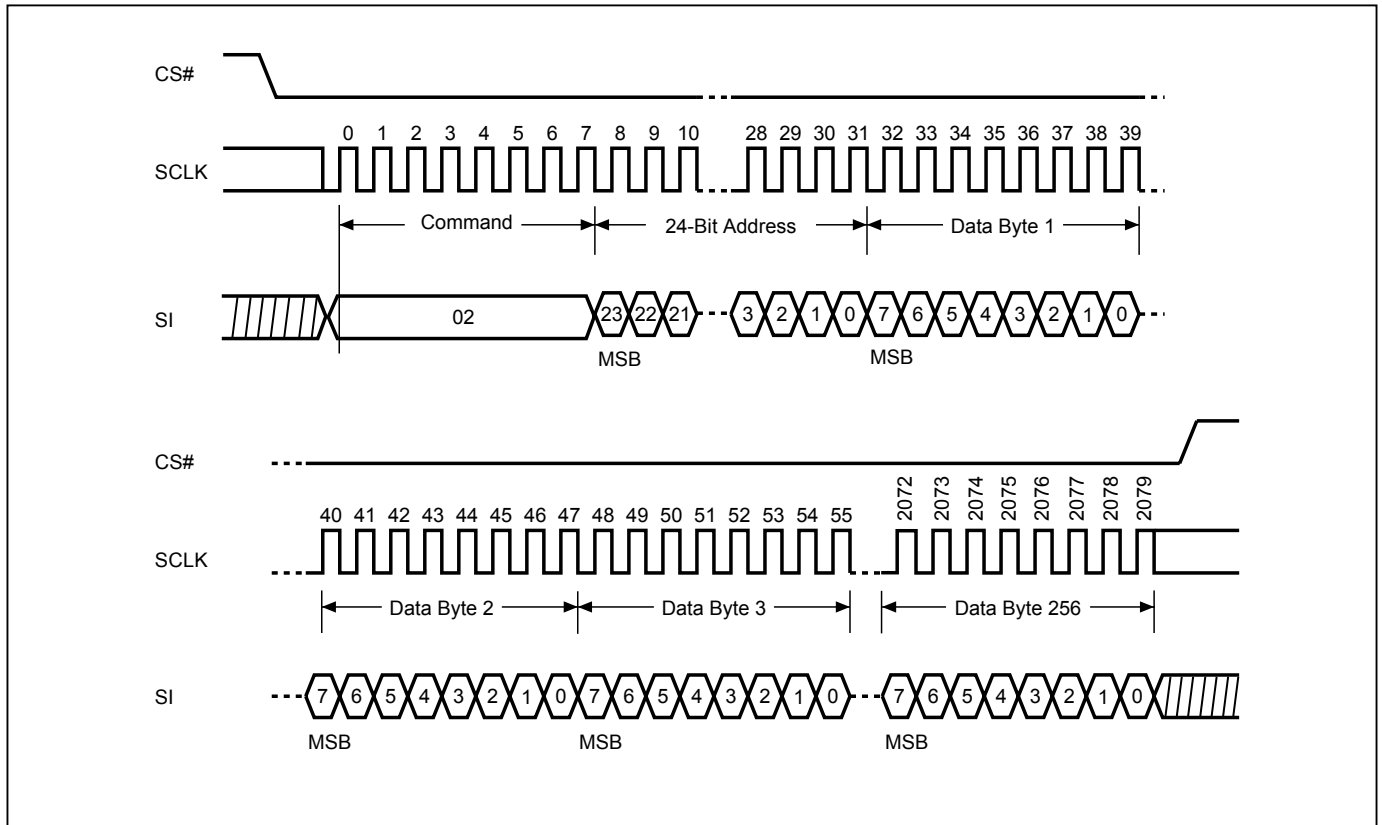 CS#
0 1 2 3 4 5 6 7 8 9 10 28 29 30 31 32 33 34 35 36 37 38 39
SCLK
Command 24-Bit Address Data Byte 1
SI 02 23 22 21 3 2 1 0 7 6 5 4 3 2 1 0
MSB MSB
CS#
40 41 42 43 44 45 46 47 48 49 50 51 52 53 54 55 2072 2073 2074 2075 2076 2077 2078 2079
SCLK
Data Byte 2 Data Byte 3 Data Byte 256
SI 7 6 5 4 3 2 1 0 7 6 5 4 3 2 1 0 7 6 5 4 3 2 1 0
MSB MSB MSB